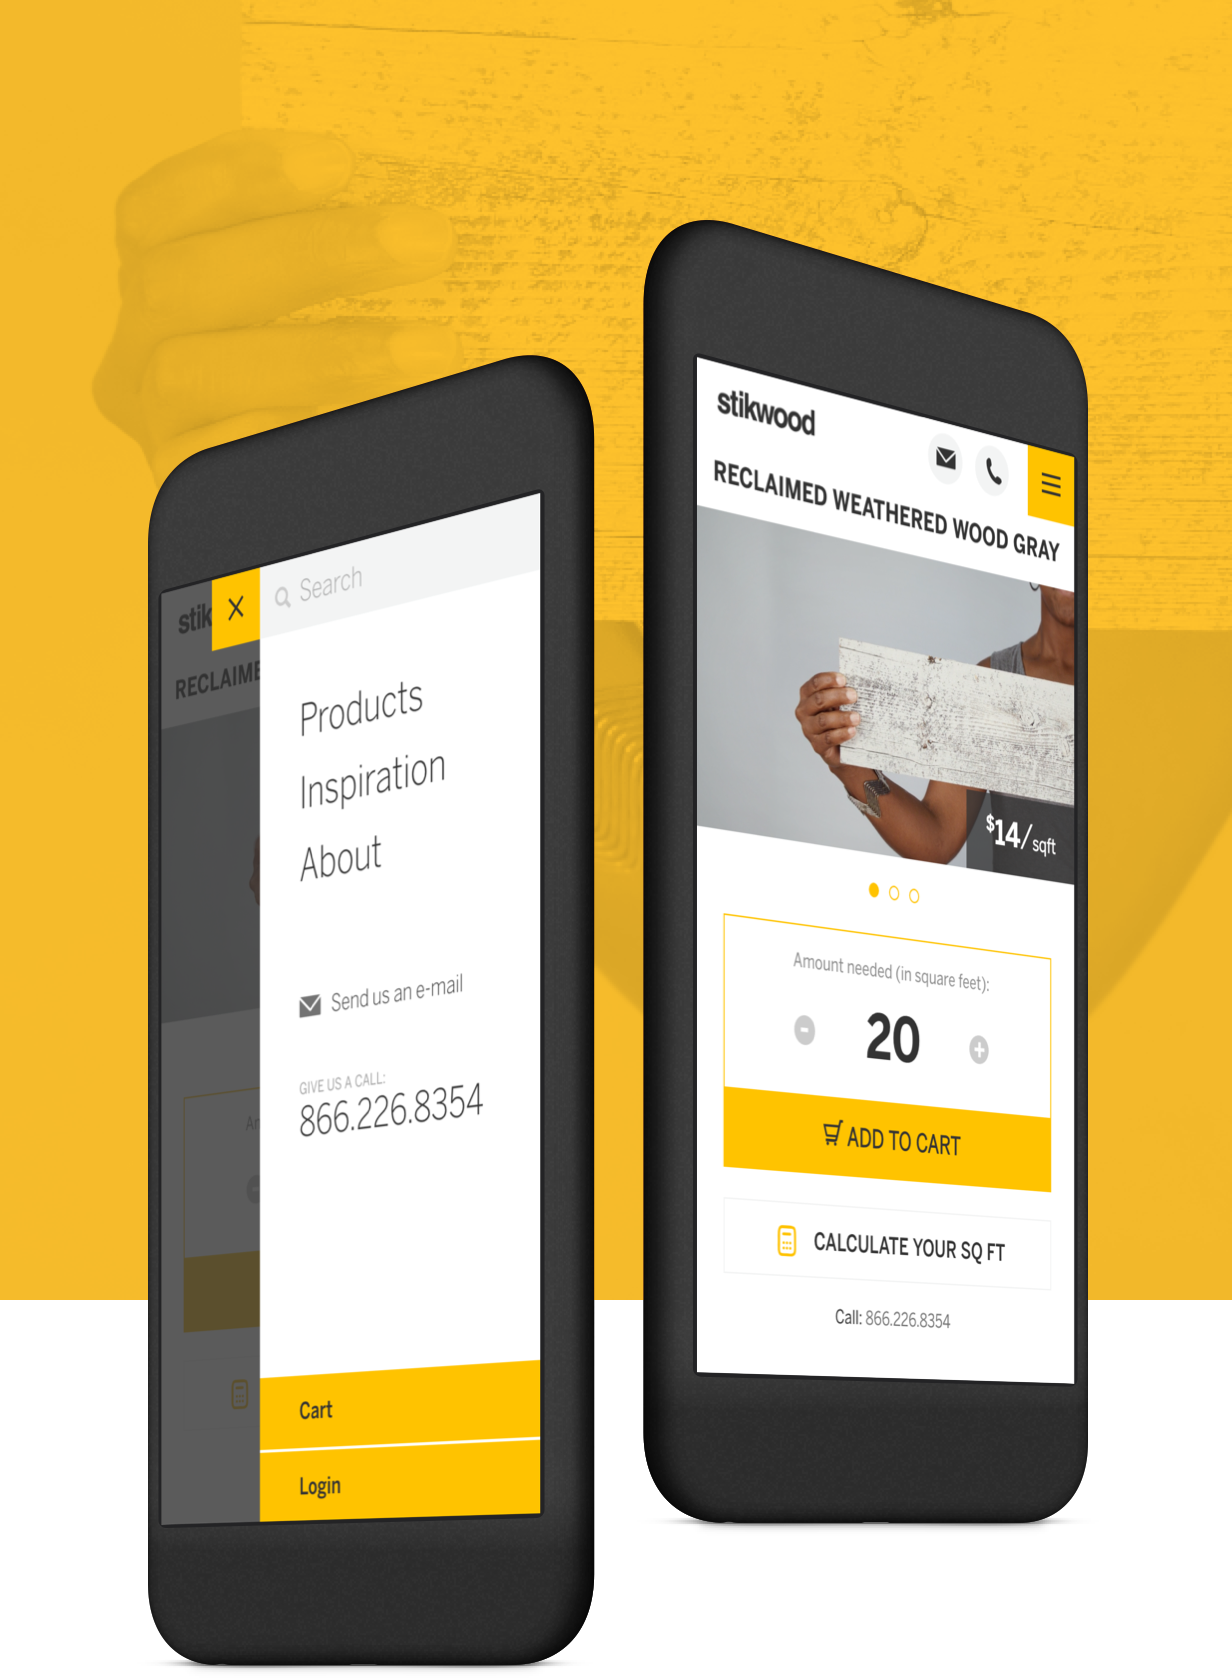 stikwood
RECLAIMED WEATHERED WOOD GRAY
$14/sqft
Amount needed (in square feet):
20
ADD TO CART
CALCULATE YOUR SQ FT
Call: 866.226.8354
stik
RECLAIME
X
Search
Products
Inspiration
About
Send us an e-mail
GIVE US A CALL:
866.226.8354
An
Cart
Login